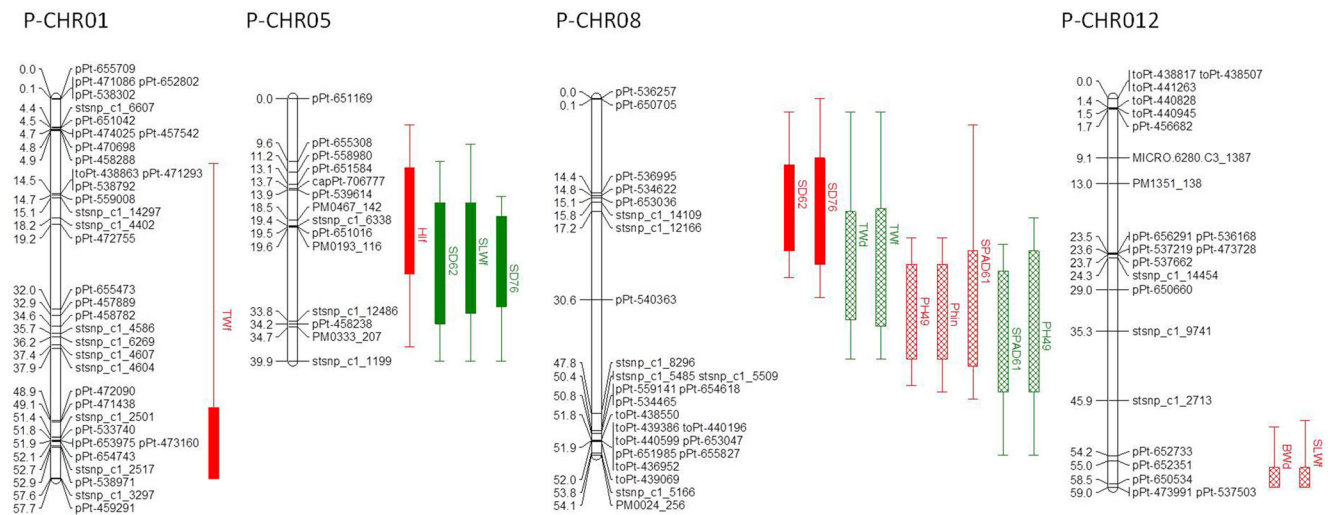 P-CHR01
0.0 pPt-655709
0.1 pPt-471086 pPt-652802
pPt-538302
4.4 stsnp_c1_6607
4.5 pPt-651042
4.7 pPt-474025 pPt-457542
4.8 pPt-470698
4.9 pPt-458288
toPt-438863 pPt-471293
14.5 pPt-538792
14.7 pPt-559008
15.1 stsnp_c1_14297
18.2 stsnp_c1_4402
19.2 pPt-472755
32.0 pPt-655473
32.9 pPt-457889
34.6 pPt-458782
35.7 stsnp_c1_4586
36.2 stsnp_c1_6269
37.4 stsnp_c1_4607
37.9 stsnp_c1_4604
48.9 pPt-472090
49.1 pPt-471438
51.4 stsnp_c1_2501
51.8 pPt-533740
51.9 pPt-653975 pPt-473160
52.1 pPt-654743
52.7 stsnp_c1_2517
52.9 pPt-538971
57.6 stsnp_c1_3297
57.7 pPt-459291
TWf
P-CHR05
0.0 pPt-651169
9.6 pPt-655308
11.2 pPt-558980
13.1 pPt-651584
13.7 capPt-706777
13.9 pPt-539614
18.5 PM0467_142
19.4 stsnp_c1_6338
19.5 pPt-651016
19.6 PM0193_116
33.8 stsnp_c1_12486
34.2 pPt-458238
34.7 PM0333_207
39.9 stsnp_c1_1199
HIf
SD62
SLWf
SD76
P-CHR08
0.0 pPt-536257
0.1 pPt-650705
14.4 pPt-536995
14.8 pPt-534622
15.1 pPt-653036
15.8 stsnp_c1_14109
17.2 stsnp_c1_12166
30.6 pPt-540363
47.8 stsnp_c1_8296
50.4 stsnp_c1_5485 stsnp_c1_5509
pPt-559141 pPt-654618
50.8 pPt-534465
51.8 toPt-438550
toPt-439386 toPt-440196
51.9 toPt-440599 pPt-653047
pPt-651985 pPt-655827
toPt-436952
52.0 toPt-439069
53.8 stsnp_c1_5166
54.1 PM0024_256
SD62
SD76
TWd
TWf
PH49
Phin
SPAD61
SPAD61
PH49
P-CHR012
toPt-438817 toPt-438507
0.0 toPt-441263
1.4 toPt-440828
1.5 toPt-440945
1.7 pPt-456682
9.1 MICRO.6280.C3_1387
13.0 PM1351_138
23.5 pPt-656291 pPt-536168
23.6 pPt-537219 pPt-473728
23.7 pPt-537662
24.3 stsnp_c1_14454
29.0 pPt-650660
35.3 stsnp_c1_9741
45.9 stsnp_c1_2713
54.2 pPt-652733
55.0 pPt-652351
58.5 pPt-650534
59.0 pPt-473991 pPt-537503
BWd
SLWf